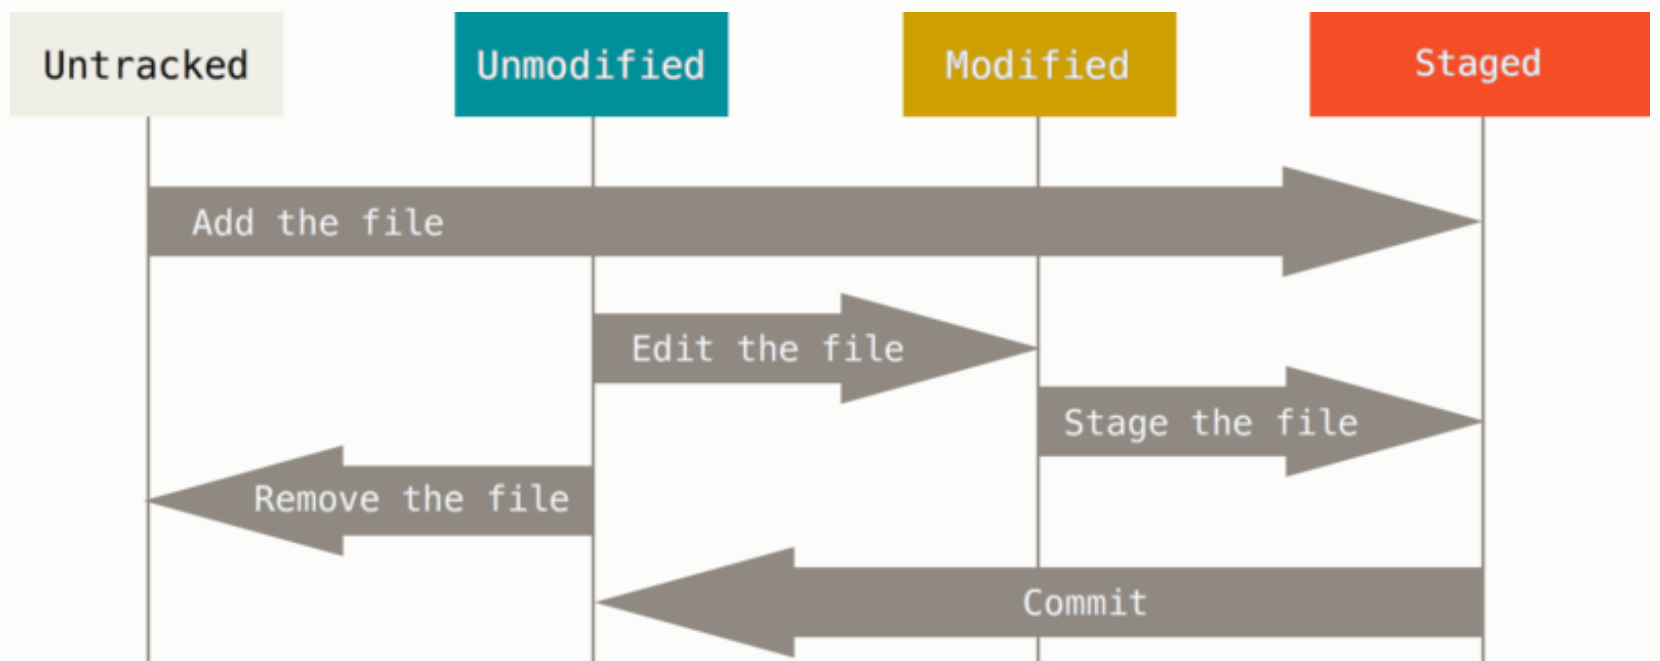 Untracked
Unmodified
Modified
Staged
Add the file
Edit the file
Stage the file
Remove the file
Commit